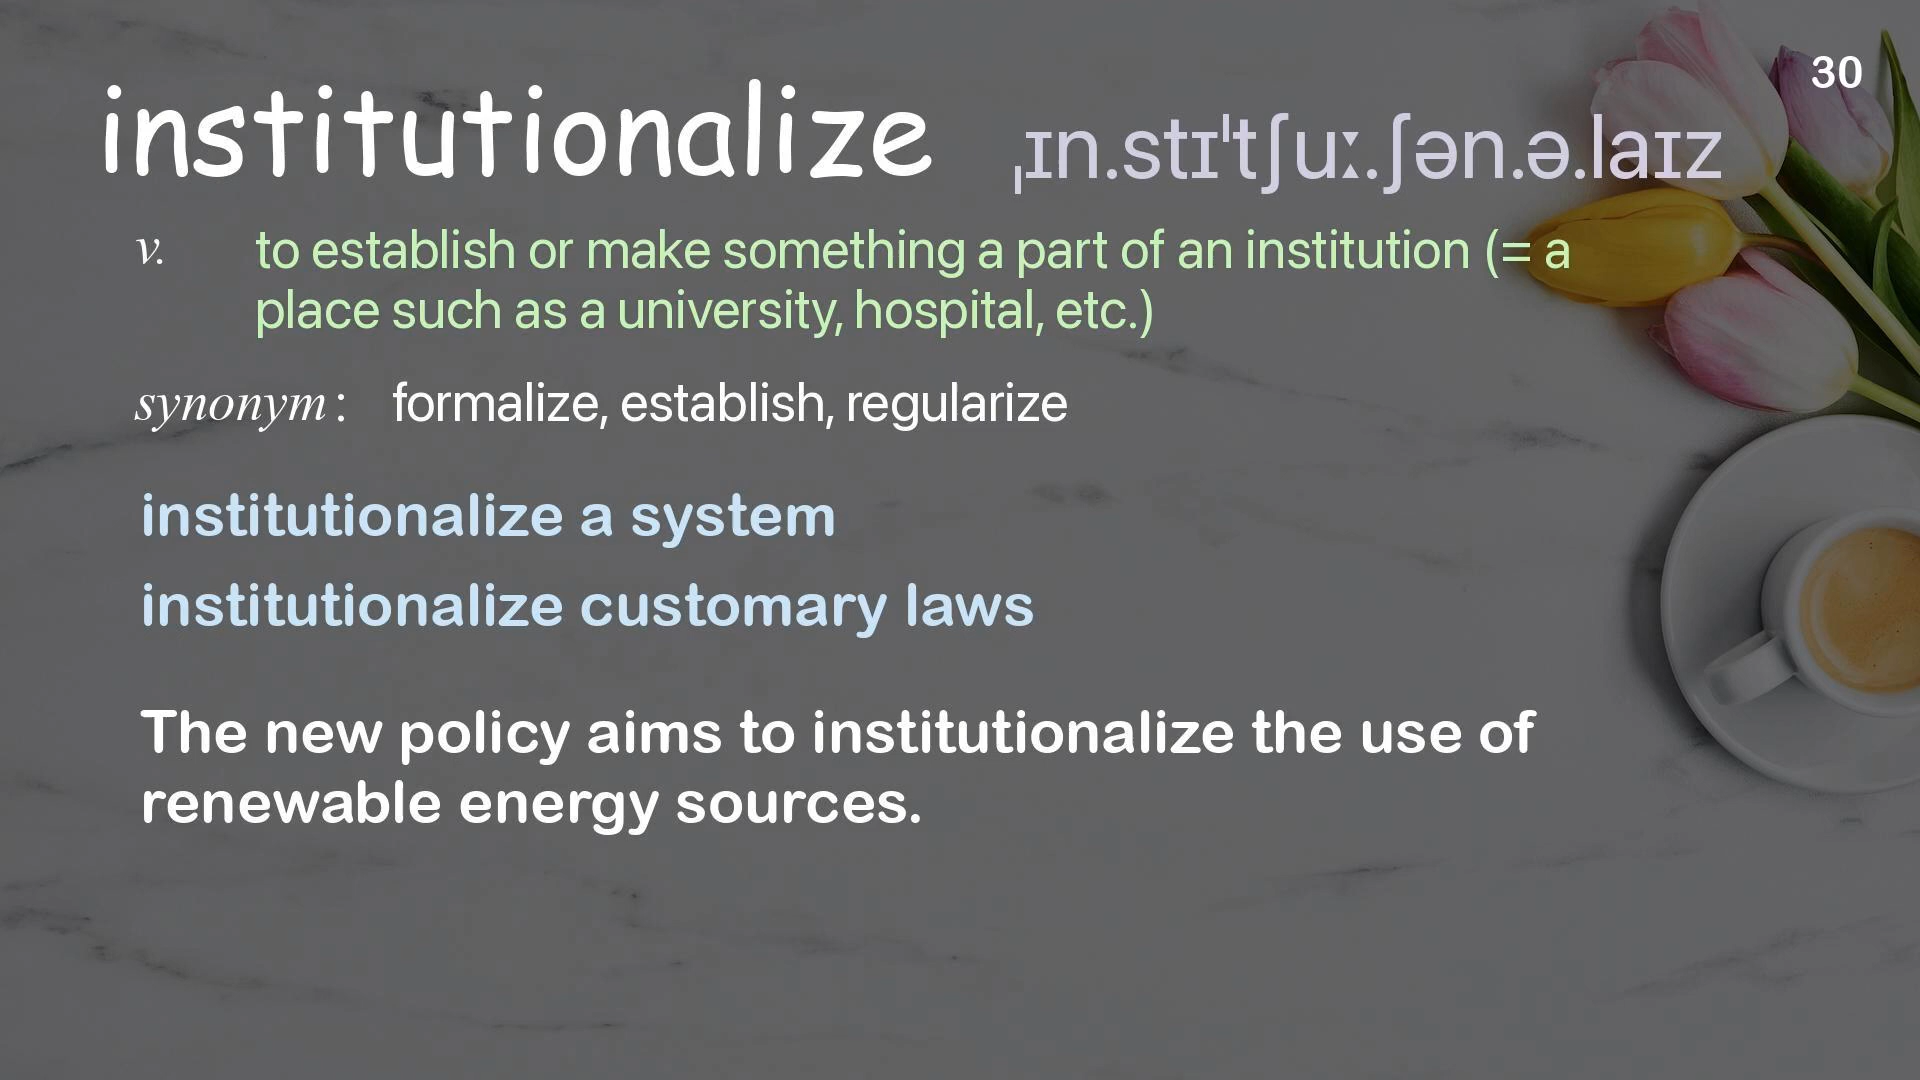 30
institutionalize ˌɪn.stɪˈtʃuː.ʃən.ə.laɪz
v. to establish or make something a part of an institution (= a
place such as a university, hospital, etc.)
synonym : formalize, establish, regularize
institutionalize a system
institutionalize customary laws
The new policy aims to institutionalize the use of
renewable energy sources.